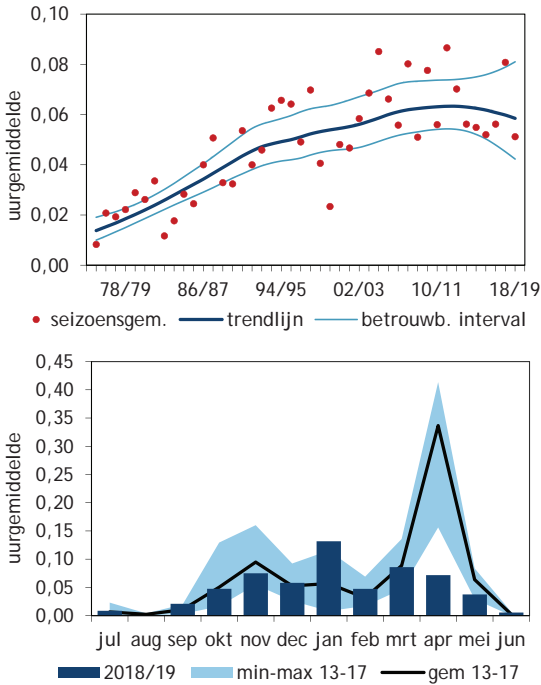 0,10
0,08
0,06
0,04
0,02
0,00
uurgemiddelde
78/79 86/87 94/95 02/03 10/11 18/19
seizoensgem. trendlijn betrouwb. interval
0,45
0,40
0,35
0,30
0,25
0,20
0,15
0,10
0,05
0,00
uurgemiddelde
jul aug sep okt nov dec jan feb mrt apr mei jun
2018/19 min-max 13-17 gem 13-17